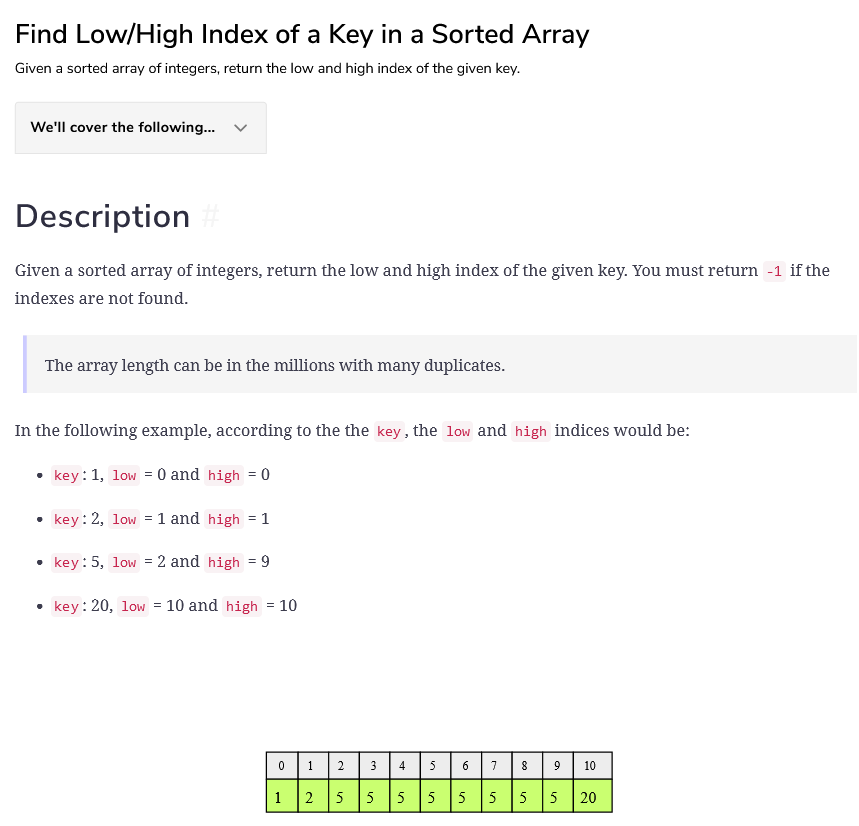 Find Low/High Index of a Key in a Sorted Array
Given a sorted array of integers, return the low and high index of the given key.
We'll cover the following...
Description #
Given a sorted array of integers, return the low and high index of the given key. You must return -1 if the
indexes are not found.
The array length can be in the millions with many duplicates.
In the following example, according to the the key, the low and high indices would be:
• key: 1, low = 0 and high = 0
• key: 2, low = 1 and high = 1
• key: 5, low = 2 and high = 9
• key: 20, low = 10 and high = 10
0 1 2 3 4 5 6 7 8 9 10
1 2 5 5 5 5 5 5 5 5 20